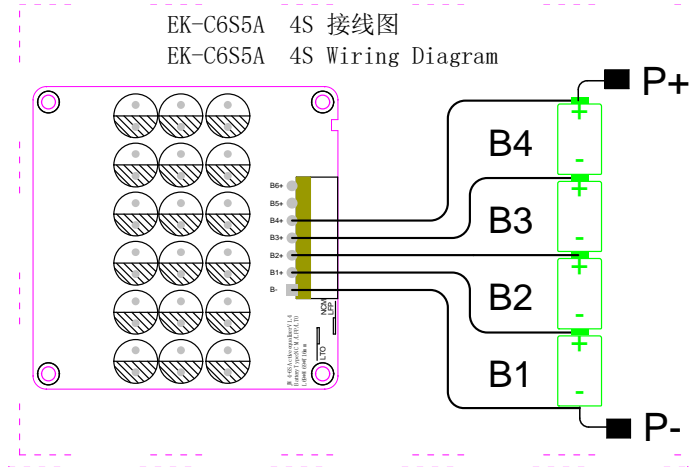 EK-C6S5A 4S 接线图
EK-C6S5A 4S Wiring Diagram
P+
B4
B3
B2
B1
P-
B6+
B5+
B4+
B3+
B2+
B1+
B-
+
-
+
-
+
-
+
-
NCM
LFP
LTO